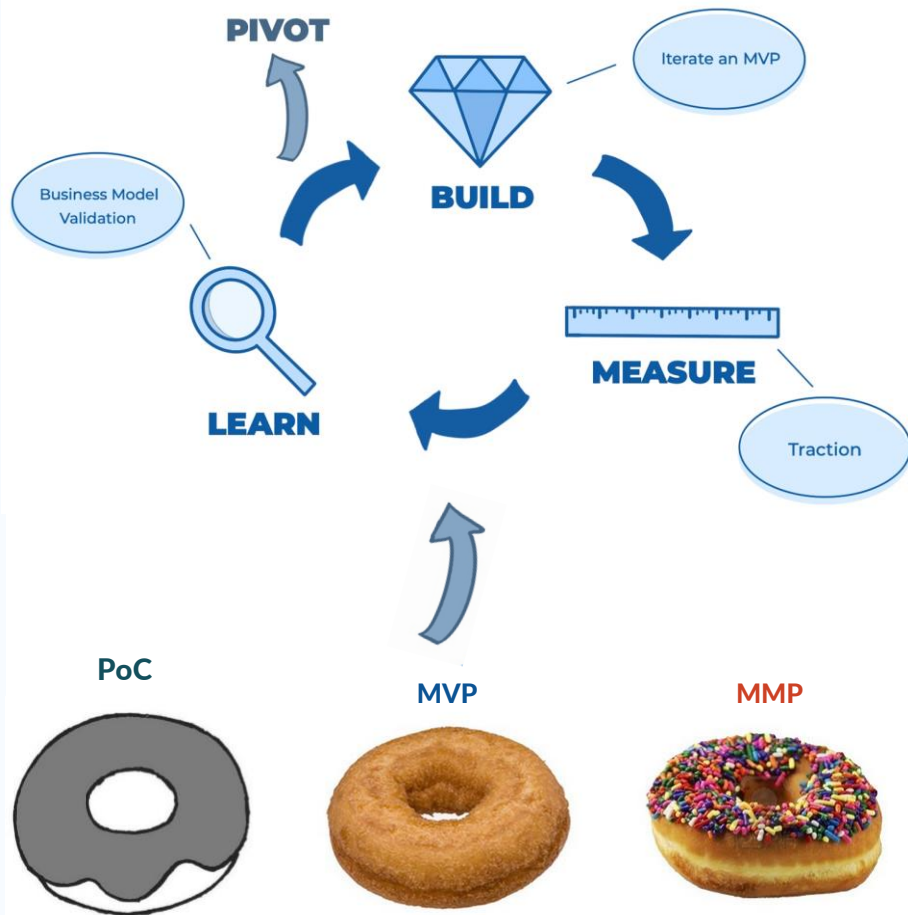 PIVOT
Iterate an MVP
BUILD
Business Model
Validation
MEASURE
LEARN
Traction
PoC
MVP
MMP